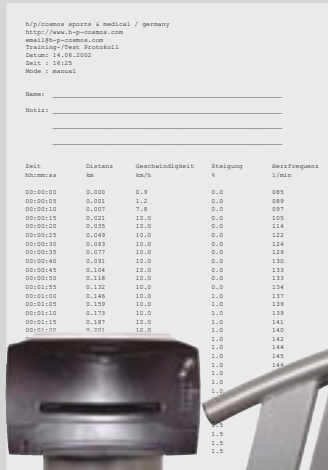 h/p/cosmos sports & medical / germany
http://www.h-p-cosmos.com
email@h-p-cosmos.com
Training-/Test Protokoll
Datum: 14.06.2002
Zeit : 16:25
Mode : manual
Name:
Notiz:
Zeit Distanz Geschwindigkeit Steigung Herzfrequenz
hh:mm:ss km km/h % 1/min
00:00:00 0.000 0.9 0.0 085
00:00:05 0.001 1.2 0.0 089
00:00:10 0.007 7.8 0.0 097
00:00:15 0.021 10.0 0.0 105
00:00:20 0.035 10.0 0.0 114
00:00:25 0.049 10.0 0.0 122
00:00:30 0.063 10.0 0.0 124
00:00:35 0.077 10.0 0.0 129
00:00:40 0.091 10.0 0.0 130
00:00:45 0.104 10.0 0.0 133
00:00:50 0.118 10.0 0.0 133
00:01:55 0.132 10.0 0.0 134
00:01:00 0.146 10.0 1.0 137
00:01:05 0.159 10.0 1.0 139
00:01:10 0.173 10.0 1.0 139
00:01:15 0.187 10.0 1.0 141
00:01:20 0.201 10.0 1.0 140
1.0 142
1.0 144
1.0 145
1.0 144
1.0
1.0
1.0
1.5
1.5
1.5